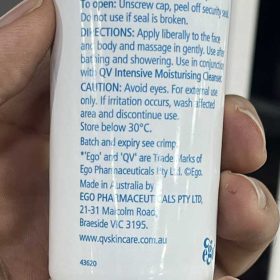 To open: Unscrew cap, peel off security seal.
Do not use if seal is broken.
DIRECTIONS: Apply liberally to the face
and body and massage in gently. Use after
bathing and showering. Use in conjunction
with QV Intensive Moisturising Cleanser.
CAUTION: Avoid eyes. For external use
only. If irritation occurs, wash affected
area and discontinue use.
Store below 30°C.
Batch and expiry see crimp.
*'Ego' and 'QV' are Trade Marks of
Ego Pharmaceuticals Pty Ltd. ©Ego.
Made in Australia by
EGO PHARMACEUTICALS PTY LTD,
21-31 Malcolm Road,
Braeside VIC 3195.
www.qvskincare.com.au
43620